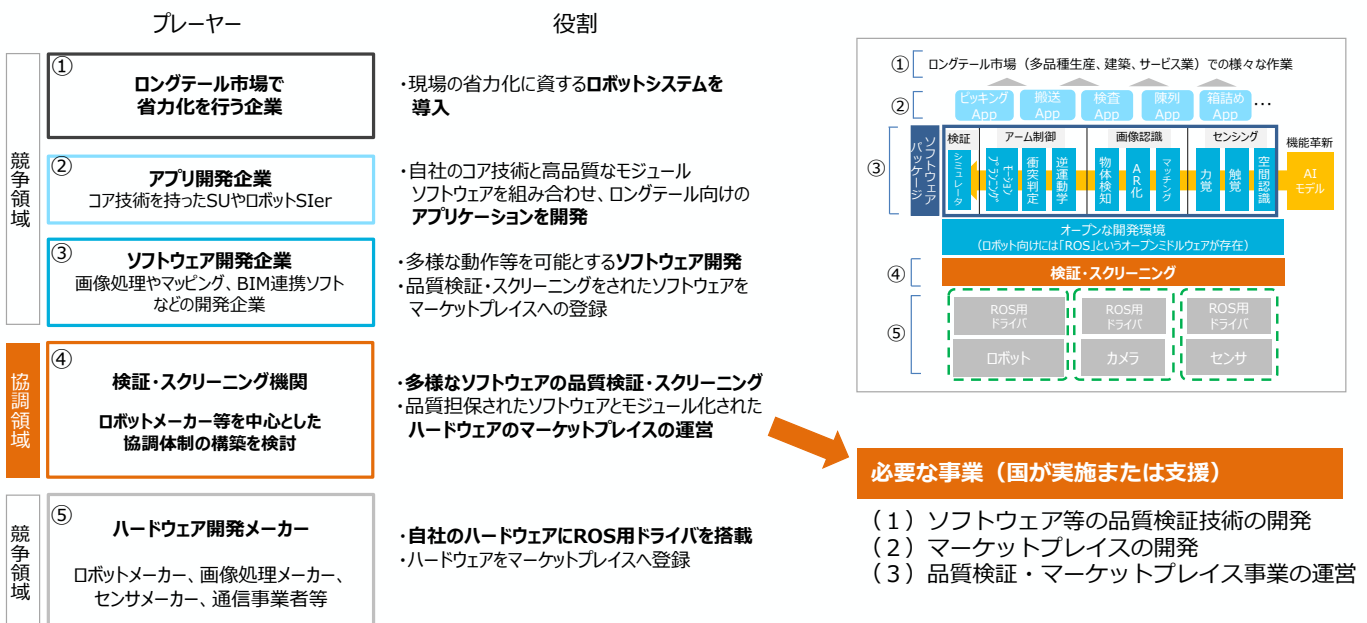 プレーヤー
役割
競争領域
①
ロングテール市場で
省力化を行う企業
・現場の省力化に資するロボットシステムを
導入
②
アプリ開発企業
コア技術を持ったSUやロボットSIer
・自社のコア技術と高品質なモジュール
ソフトウェアを組み合わせ、ロングテール向けの
アプリケーションを開発
③
ソフトウェア開発企業
画像処理やマッピング、BIM連携ソフト
などの開発企業
・多様な動作等を可能とするソフトウェア開発
・品質検証・スクリーニングをされたソフトウェアを
マーケットプレイスへの登録
協調領域
④
検証・スクリーニング機関
ロボットメーカー等を中心とした
協調体制の構築を検討
・多様なソフトウェアの品質検証・スクリーニング
・品質担保されたソフトウェアとモジュール化された
ハードウェアのマーケットプレイスの運営
競争領域
⑤
ハードウェア開発メーカー
ロボットメーカー、画像処理メーカー、
センサメーカー、通信事業者等
・自社のハードウェアにROS用ドライバを搭載
・ハードウェアをマーケットプレイスへ登録
①
ロングテール市場（多品種生産、建築、サービス業）での様々な作業
②
ピッキング
App
搬送
App
検査
App
陳列
App
箱詰め
App
…
③
ソフトウェア
パッケージ
検証
シミュレータ
アーム制御
モーション
プランニング
衝突判定
逆運動学
画像認識
物体検知
AR化
マッチング
センシング
力覚
触覚
空間認識
機能革新
AI
モデル
オープンな開発環境
（ロボット向けには「ROS」というオープンミドルウェアが存在）
④
検証・スクリーニング
⑤
ROS用
ドライバ
ロボット
ROS用
ドライバ
カメラ
ROS用
ドライバ
センサ
必要な事業（国が実施または支援）
（１）ソフトウェア等の品質検証技術の開発
（２）マーケットプレイスの開発
（３）品質検証・マーケットプレイス事業の運営